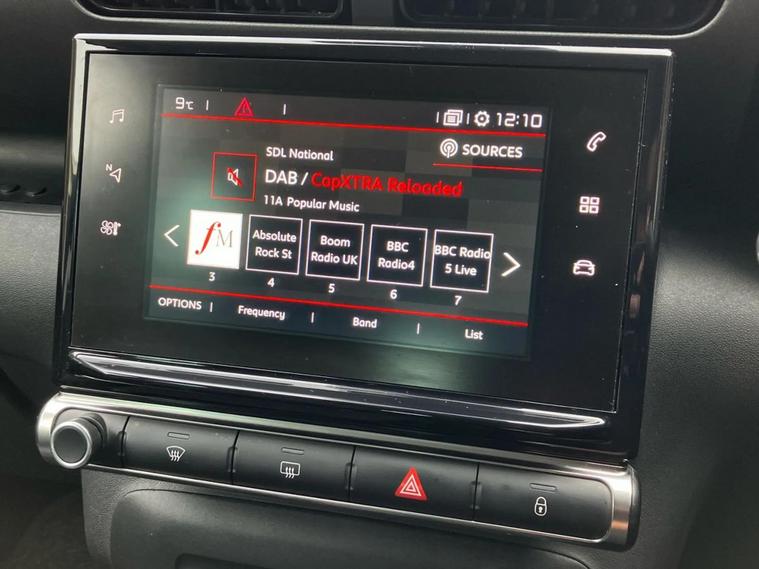 9°C 12:10
SOURCES
SDL National
DAB / CapXTRA Reloaded
11A Popular Music
fM
Absolute
Rock St
Boom
Radio UK
BBC
Radio4
BBC Radio
5 Live
3 4 5 6 7
OPTIONS Frequency Band List
N